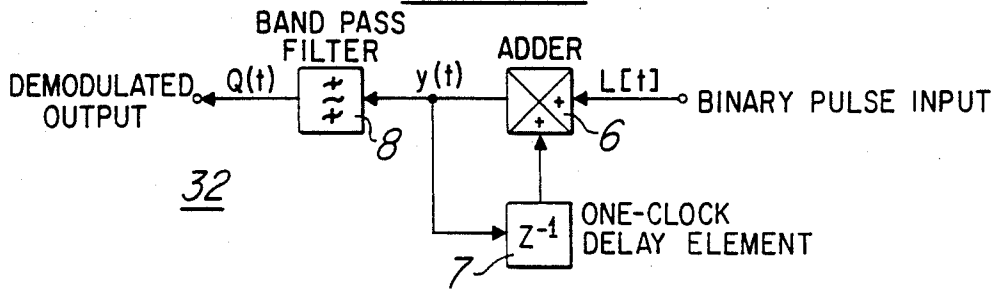 BAND PASS
FILTER
ADDER
DEMODULATED
OUTPUT
Q(t)
y(t)
L[t]
BINARY PULSE INPUT
+
+
8
6
32
Z⁻¹
ONE-CLOCK
DELAY ELEMENT
7